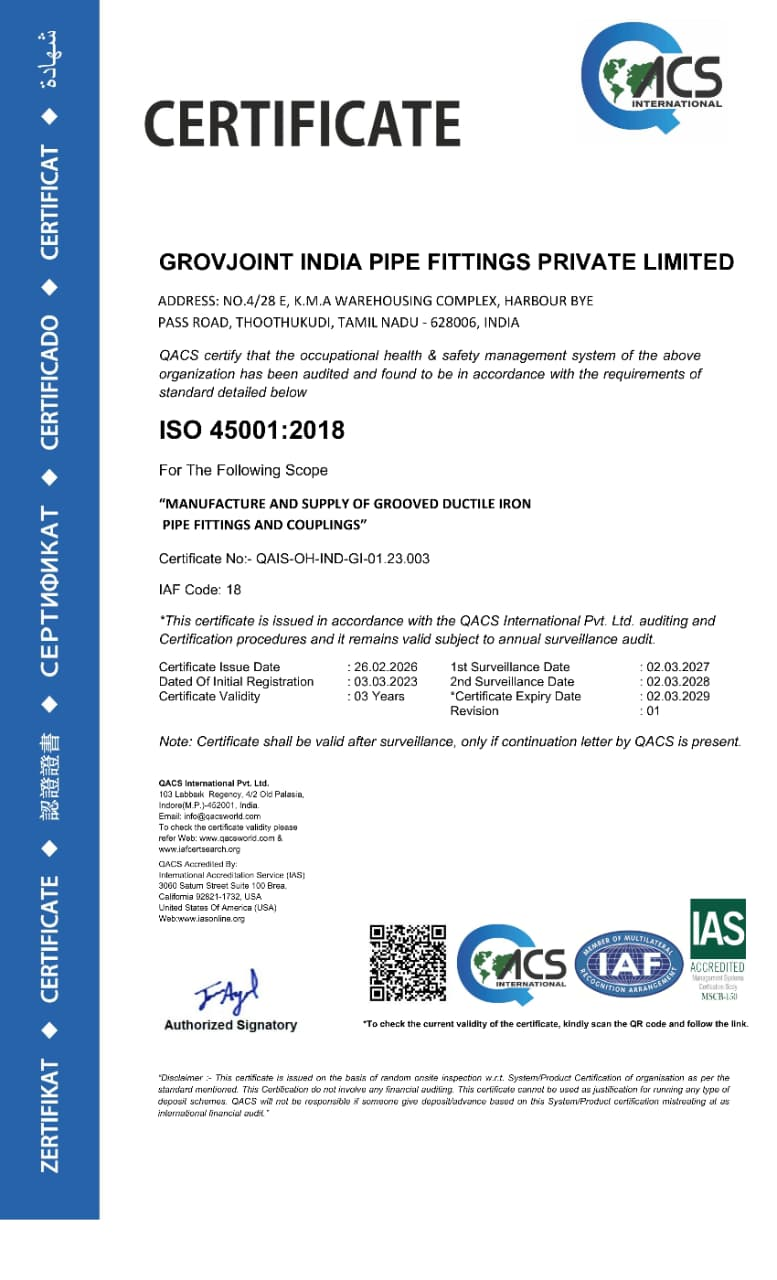 ZERTIFIKAT ◆ CERTIFICATE ◆ 認證證書 ◆ СЕРТИФИКАТ ◆ CERTIFICADO ◆ CERTIFICAT ◆ شهادة
ACS
INTERNATIONAL
CERTIFICATE
GROVJOINT INDIA PIPE FITTINGS PRIVATE LIMITED
ADDRESS: NO.4/28 E, K.M.A WAREHOUSING COMPLEX, HARBOUR BYE
PASS ROAD, THOOTHUKUDI, TAMIL NADU - 628006, INDIA
QACS certify that the occupational health & safety management system of the above
organization has been audited and found to be in accordance with the requirements of
standard detailed below
ISO 45001:2018
For The Following Scope
“MANUFACTURE AND SUPPLY OF GROOVED DUCTILE IRON
PIPE FITTINGS AND COUPLINGS”
Certificate No:- QAIS-OH-IND-GI-01.23.003
IAF Code: 18
*This certificate is issued in accordance with the QACS International Pvt. Ltd. auditing and
Certification procedures and it remains valid subject to annual surveillance audit.
Certificate Issue Date : 26.02.2026 1st Surveillance Date : 02.03.2027
Dated Of Initial Registration : 03.03.2023 2nd Surveillance Date : 02.03.2028
Certificate Validity : 03 Years *Certificate Expiry Date : 02.03.2029
Revision : 01
Note: Certificate shall be valid after surveillance, only if continuation letter by QACS is present.
QACS International Pvt. Ltd.
103 Labbaik Regency, 4/2 Old Palasia,
Indore(M.P.)-452001, India.
Email: info@qacsworld.com
To check the certificate validity please
refer Web: www.qacsworld.com &
www.iafcertsearch.org
QACS Accredited By:
International Accreditation Service (IAS)
3060 Saturn Street Suite 100 Brea,
California 92821-1732, USA
United States Of America (USA)
Web:www.iasonline.org
ACS
INTERNATIONAL
MEMBER OF MULTILATERAL
IAF
RECOGNITION ARRANGEMENT
IAS
ACCREDITED
Management Systems
Certification Body
MSCB-150
Authorized Signatory
*To check the current validity of the certificate, kindly scan the QR code and follow the link.
"Disclaimer :- This certificate is issued on the basis of random onsite inspection w.r.t. System/Product Certification of organisation as per the
standard mentioned. This Certification do not involve any financial auditing. This certificate cannot be used as justification for running any type of
deposit schemes. QACS will not be responsible if someone give deposit/advance based on this System/Product certification mistreating at as
international financial audit."